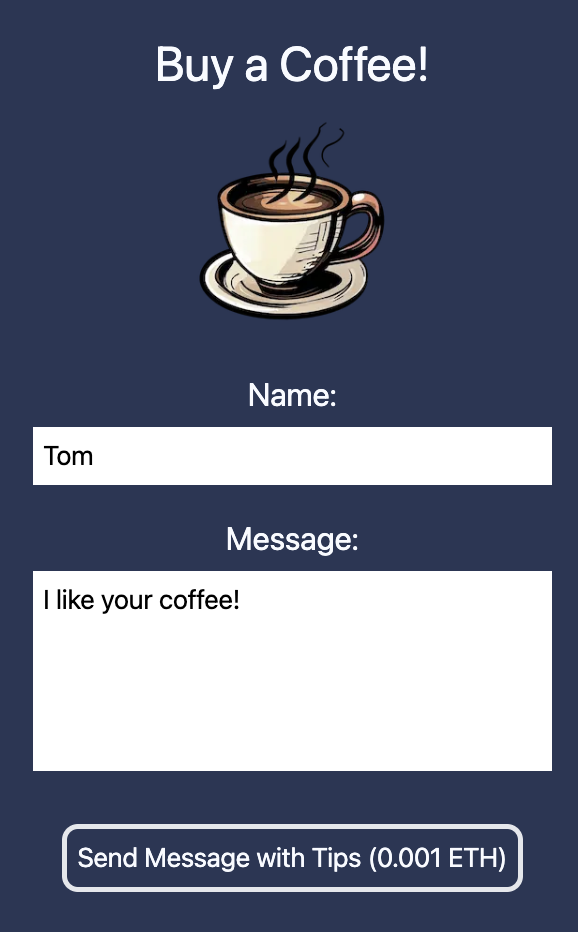 Buy a Coffee!
Name:
Tom
Message:
I like your coffee!
Send Message with Tips (0.001 ETH)